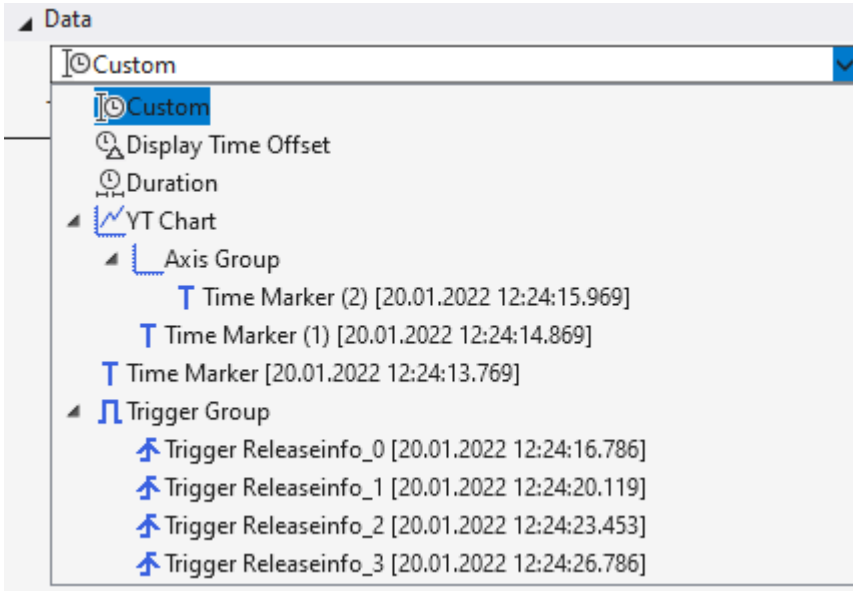 Data
Custom
Custom
Display Time Offset
Duration
YT Chart
Axis Group
Time Marker (2) [20.01.2022 12:24:15.969]
Time Marker (1) [20.01.2022 12:24:14.869]
Time Marker [20.01.2022 12:24:13.769]
Trigger Group
Trigger Releaseinfo_0 [20.01.2022 12:24:16.786]
Trigger Releaseinfo_1 [20.01.2022 12:24:20.119]
Trigger Releaseinfo_2 [20.01.2022 12:24:23.453]
Trigger Releaseinfo_3 [20.01.2022 12:24:26.786]